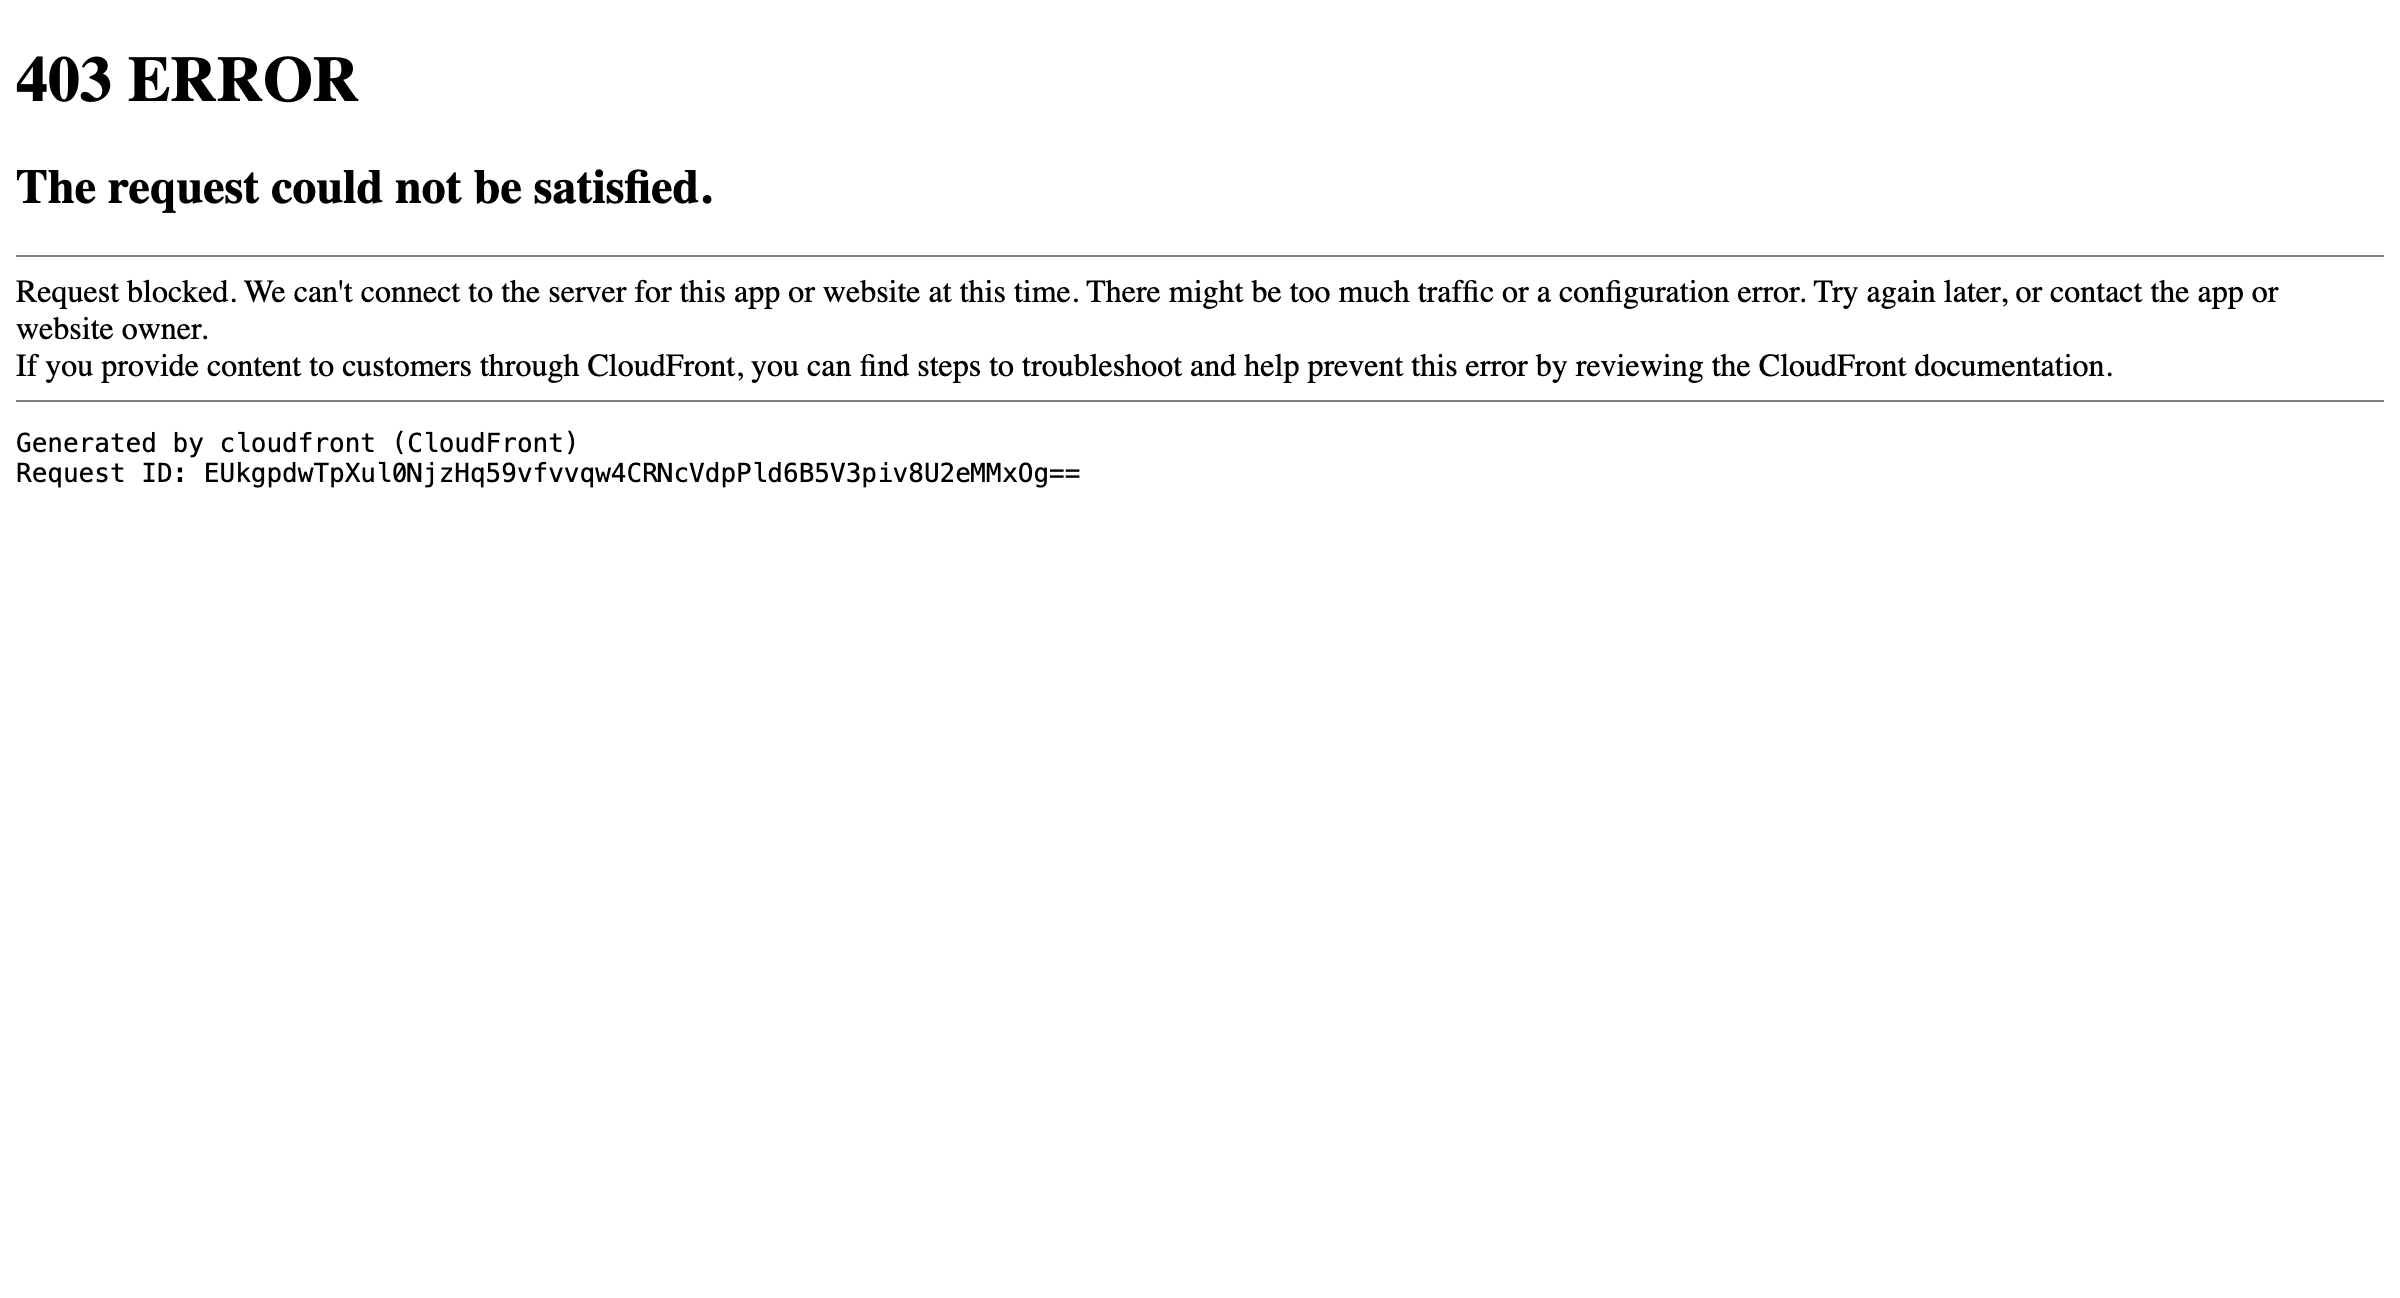 403 ERROR
The request could not be satisfied.
Request blocked. We can't connect to the server for this app or website at this time. There might be too much traffic or a configuration error. Try again later, or contact the app or
website owner.
If you provide content to customers through CloudFront, you can find steps to troubleshoot and help prevent this error by reviewing the CloudFront documentation.
Generated by cloudfront (CloudFront)
Request ID: EUkgpdwTpXul0NjzHq59vfvvqw4CRNcVdpPld6B5V3piv8U2eMMxOg==